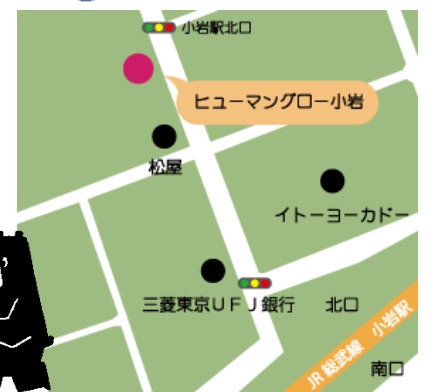 小岩駅北口
ヒューマングロー小岩
松屋
イトーヨーカドー
三菱東京UFJ銀行
北口
JR 総武線 小岩駅
南口